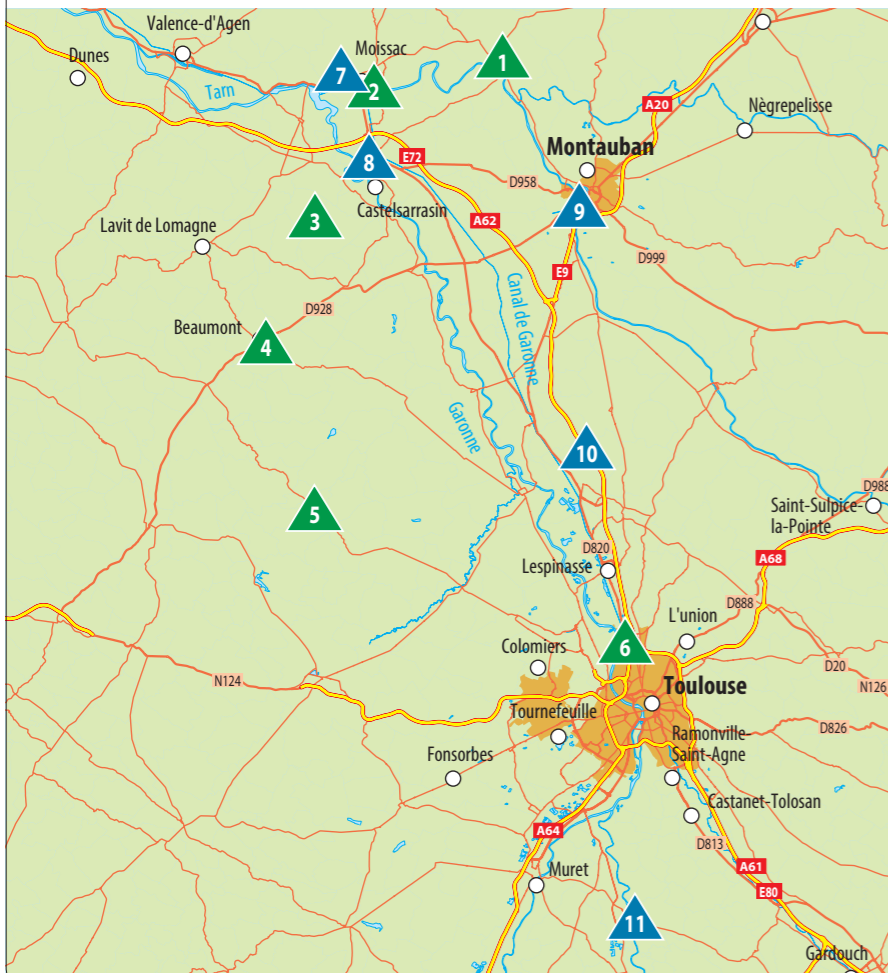 Valence-d'Agen
Dunes
Moissac
7
2
1
Tarn
A20
Nègrepelisse
Montauban
E72
8
D958
Castelsarrasin
9
3
A62
Lavit de Lomagne
D999
E9
D928
Canal de Garonne
Beaumont
4
Garonne
10
D988
5
Saint-Sulpice-
la-Pointe
D820
Lespinasse
A68
D888
L'union
6
Colomiers
D20
N124
Toulouse
N126
Tournefeuille
D826
Ramonville-
Saint-Agne
Fonsorbes
Castanet-Tolosan
A64
D813
A61
Muret
E80
11
Gardouch